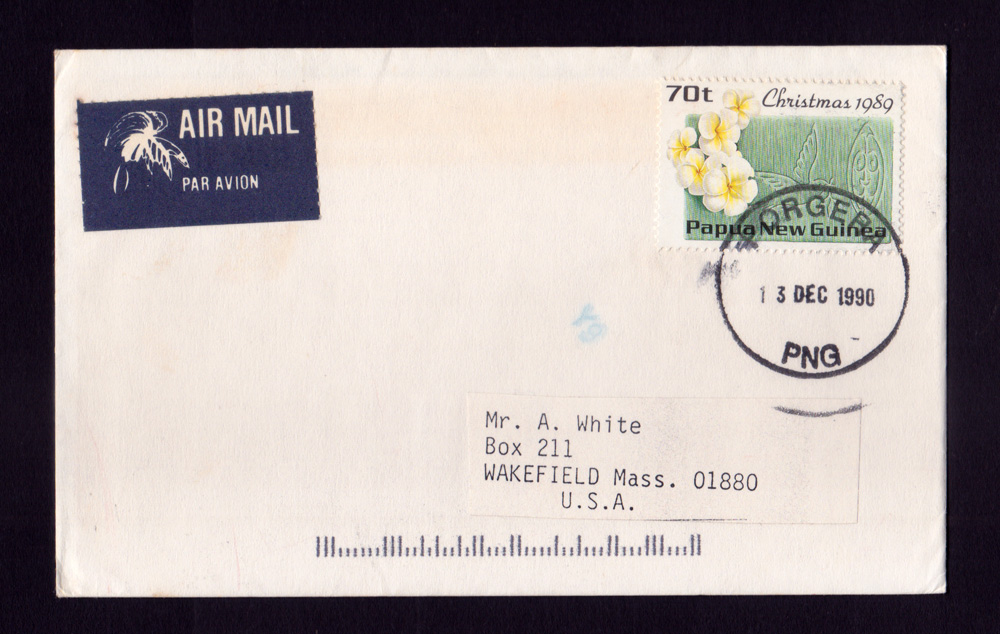 AIR MAIL
PAR AVION
70t
Christmas 1989
Papua New Guinea
PORGERA
13 DEC 1990
PNG
Mr. A. White
Box 211
WAKEFIELD Mass. 01880
U.S.A.